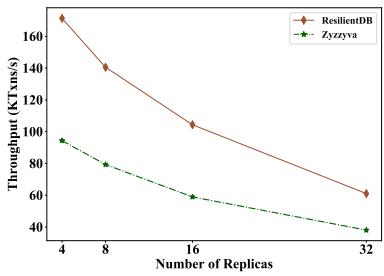 ResilientDB
Zyzzyva
Throughput (KTxns/s)
160
140
120
100
80
60
40
4 8 16 32
Number of Replicas